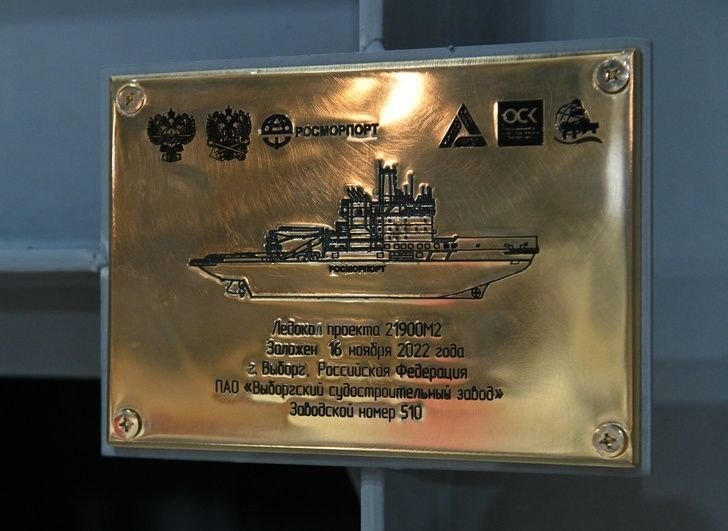 РОСМОРПОРТ
ОСК
РОСМОРПОРТ
Ледокол проекта 21900М2
Заложен 16 ноября 2022 года
г. Выборг, Российская Федерация
ПАО «Выборгский судостроительный завод»
Заводской номер 510